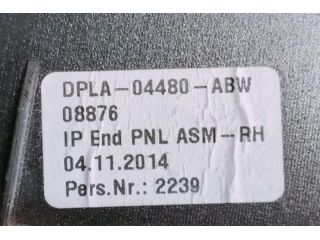 DPLA-04480-ABW
08876
IP End PNL ASM-RH
04.11.2014
Pers.Nr.: 2239